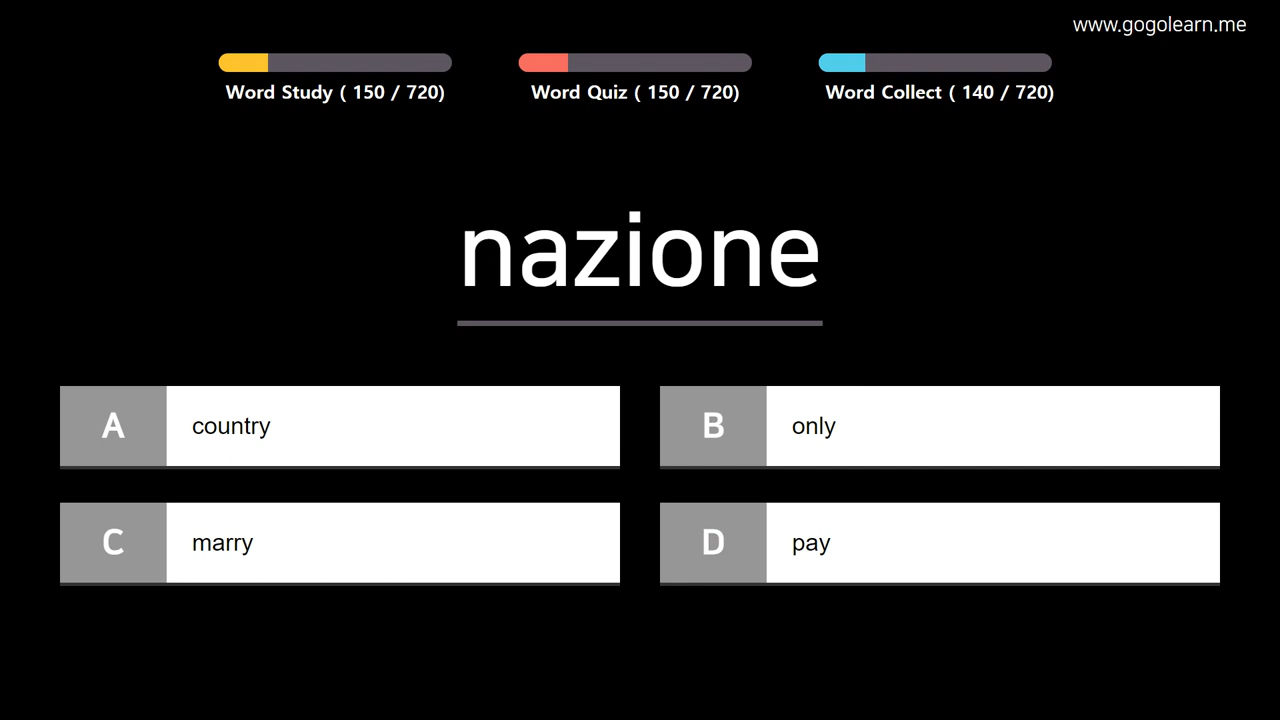 www.gogolearn.me
Word Study ( 150 / 720)
Word Quiz ( 150 / 720)
Word Collect ( 140 / 720)
nazione
A country
B only
C marry
D pay